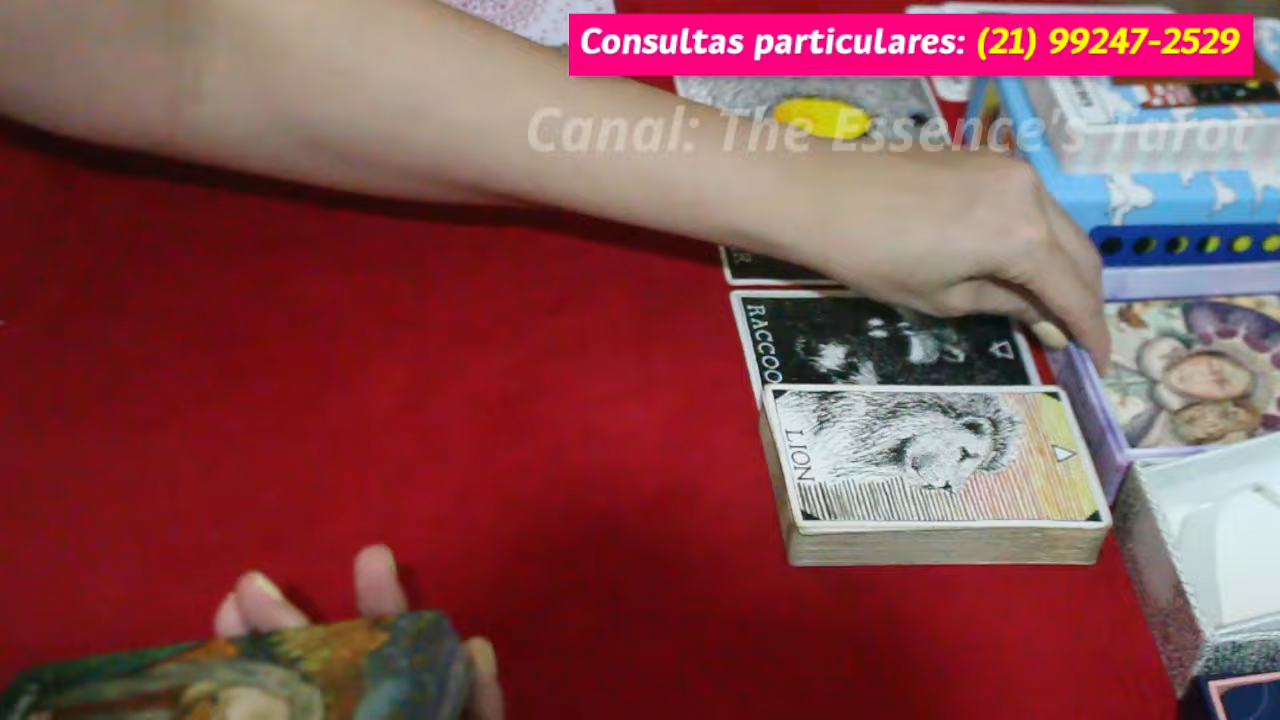 Consultas particulares: (21) 99247-2529
Canal: The Essence's Tarot
RACCOO
LION